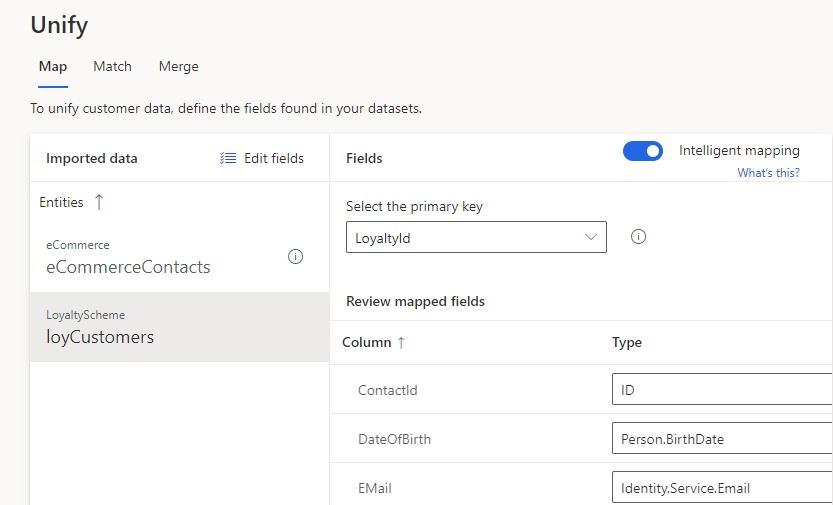 Unify
Map Match Merge
To unify customer data, define the fields found in your datasets.
Imported data Edit fields
Entities ↑
eCommerce
eCommerceContacts
LoyaltyScheme
loyCustomers
Fields
Intelligent mapping
What's this?
Select the primary key
LoyaltyId
Review mapped fields
Column ↑ Type
ContactId ID
DateOfBirth Person.BirthDate
EMail Identity.Service.Email